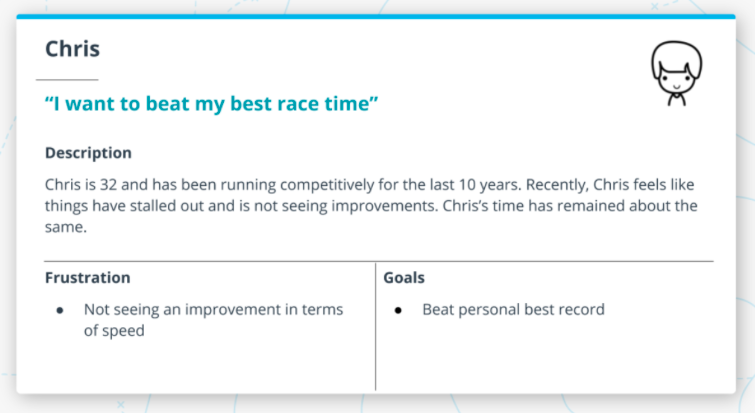 Chris
“I want to beat my best race time”
Description
Chris is 32 and has been running competitively for the last 10 years. Recently, Chris feels like
things have stalled out and is not seeing improvements. Chris’s time has remained about the
same.
Frustration
● Not seeing an improvement in terms
of speed
Goals
● Beat personal best record